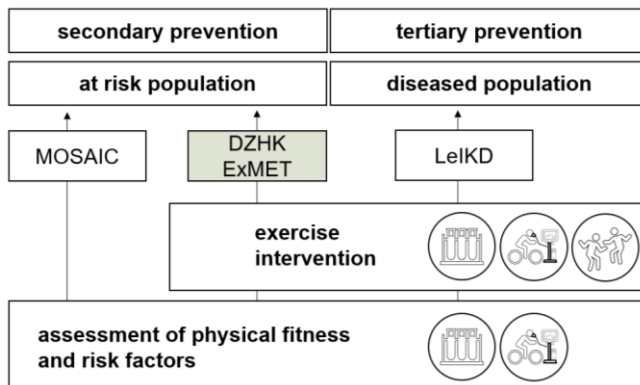 secondary prevention
tertiary prevention
at risk population
diseased population
MOSAIC
DZHK
ExMET
LeIKD
exercise
intervention
assessment of physical fitness
and risk factors